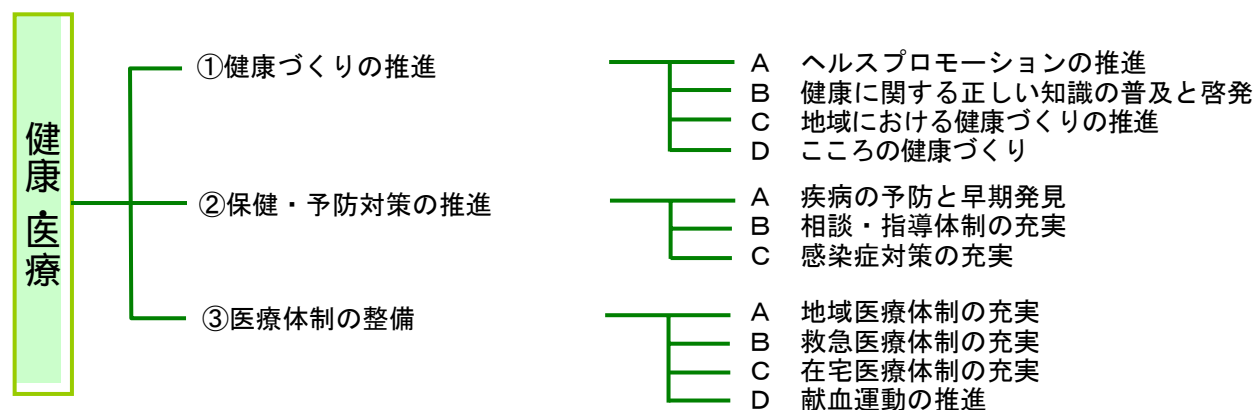 健康・医療
①健康づくりの推進
A ヘルスプロモーションの推進
B 健康に関する正しい知識の普及と啓発
C 地域における健康づくりの推進
D こころの健康づくり
②保健・予防対策の推進
A 疾病の予防と早期発見
B 相談・指導体制の充実
C 感染症対策の充実
③医療体制の整備
A 地域医療体制の充実
B 救急医療体制の充実
C 在宅医療体制の充実
D 献血運動の推進